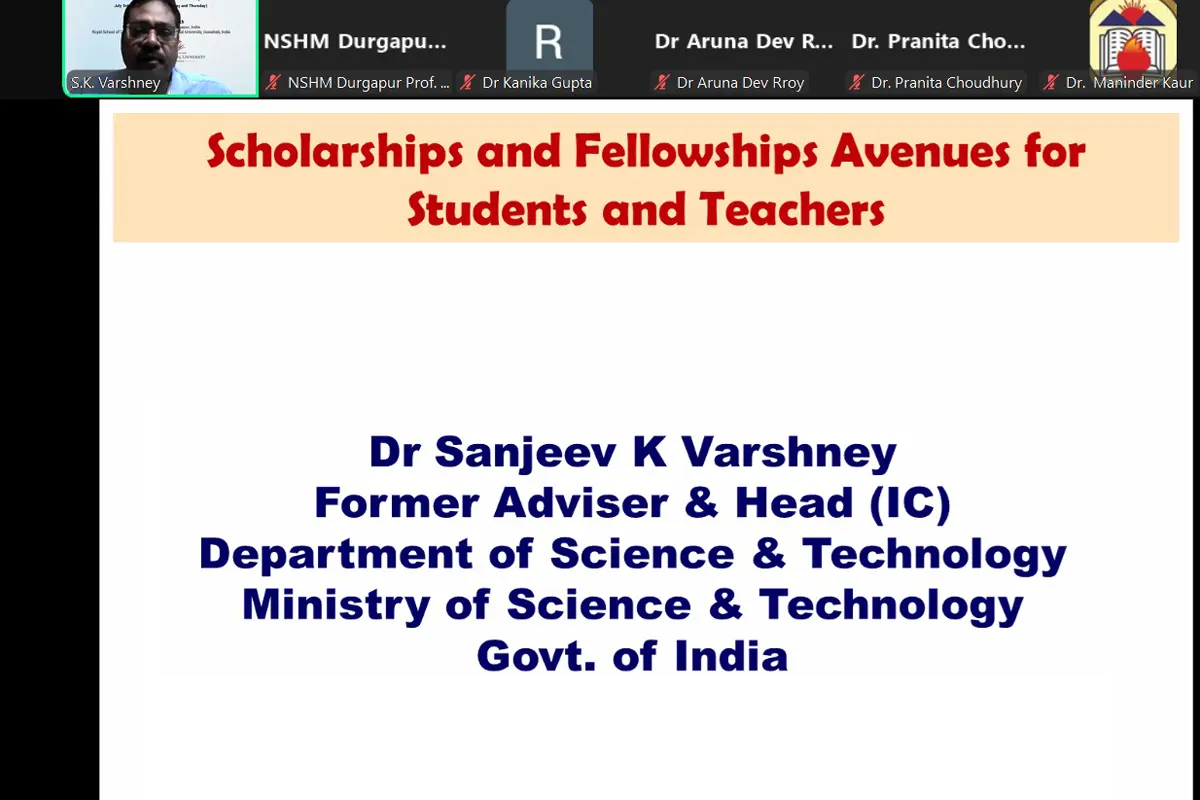 NSHM Durgapu...
R
Dr Aruna Dev R...
Dr. Pranita Cho...
S.K. Varshney
NSHM Durgapur Prof. ...
Dr Kanika Gupta
Dr Aruna Dev Rroy
Dr. Pranita Choudhury
Dr. Maninder Kaur
Scholarships and Fellowships Avenues for
Students and Teachers
Dr Sanjeev K Varshney
Former Adviser & Head (IC)
Department of Science & Technology
Ministry of Science & Technology
Govt. of India